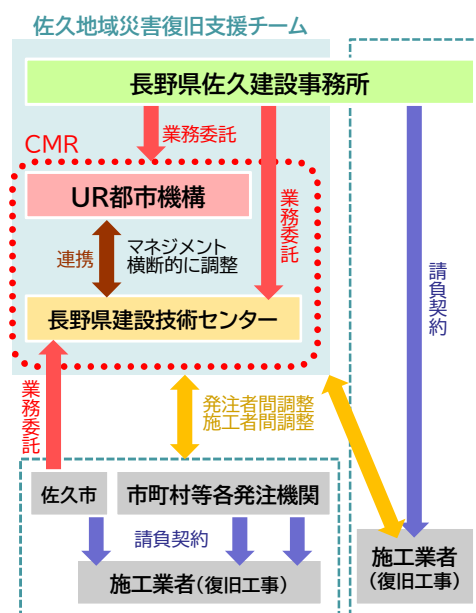 佐久地域災害復旧支援チーム
長野県佐久建設事務所
業務委託
CMR
UR都市機構
業務委託
連携
マネジメント
横断的に調整
請負契約
長野県建設技術センター
業務委託
発注者間調整
施工者間調整
佐久市
市町村等各発注機関
請負契約
施工業者(復旧工事)
施工業者
(復旧工事)